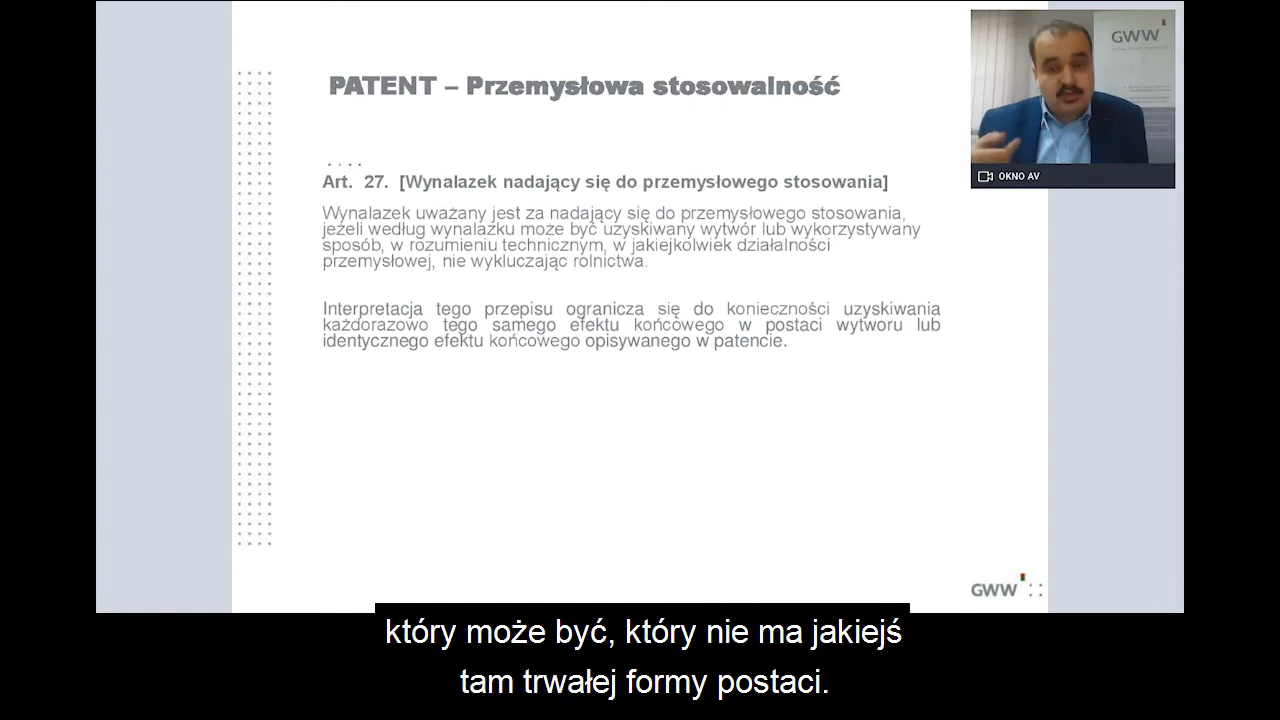 PATENT – Przemysłowa stosowalność
GWW
OKNO AV
Art. 27. [Wynalazek nadający się do przemysłowego stosowania]
Wynalazek uważany jest za nadający się do przemysłowego stosowania,
jeżeli według wynalazku może być uzyskiwany wytwór lub wykorzystywany
sposób, w rozumieniu technicznym, w jakiejkolwiek działalności
przemysłowej, nie wykluczając rolnictwa.
Interpretacja tego przepisu ogranicza się do konieczności uzyskiwania
każdorazowo tego samego efektu końcowego w postaci wytworu lub
identycznego efektu końcowego opisywanego w patencie.
GWW
który może być, który nie ma jakiejś
tam trwałej formy postaci.